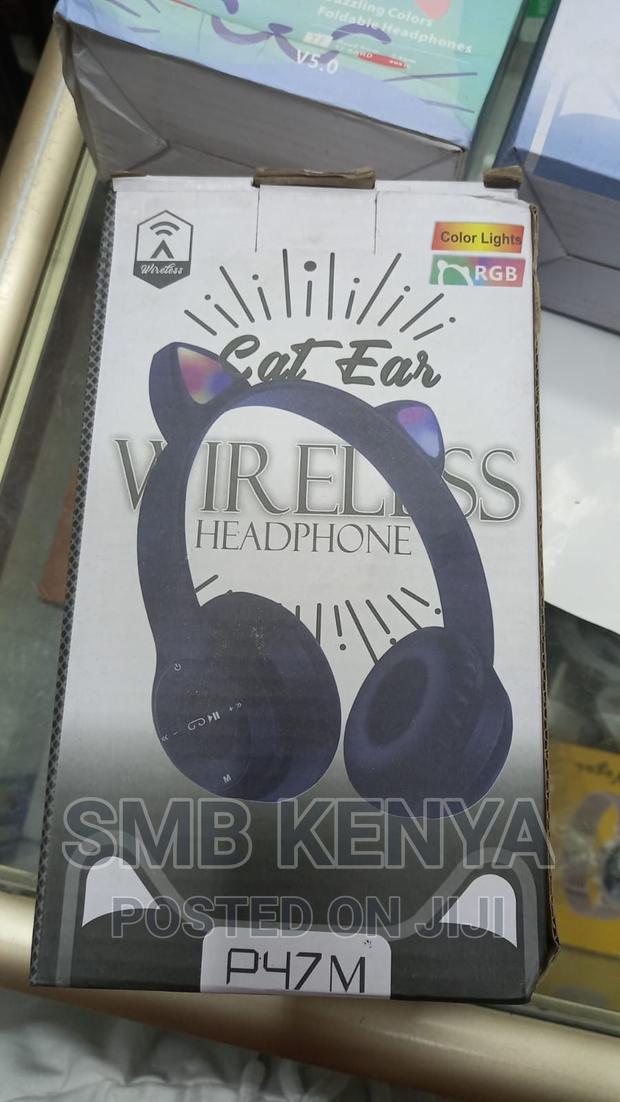 Dazzling Colors
Foldable Headphones
V5.0
Wireless
Color Lights
RGB
Cat Ear
WIRELESS
HEADPHONE
M
SMB KENYA
POSTED ON JIJI
P47M